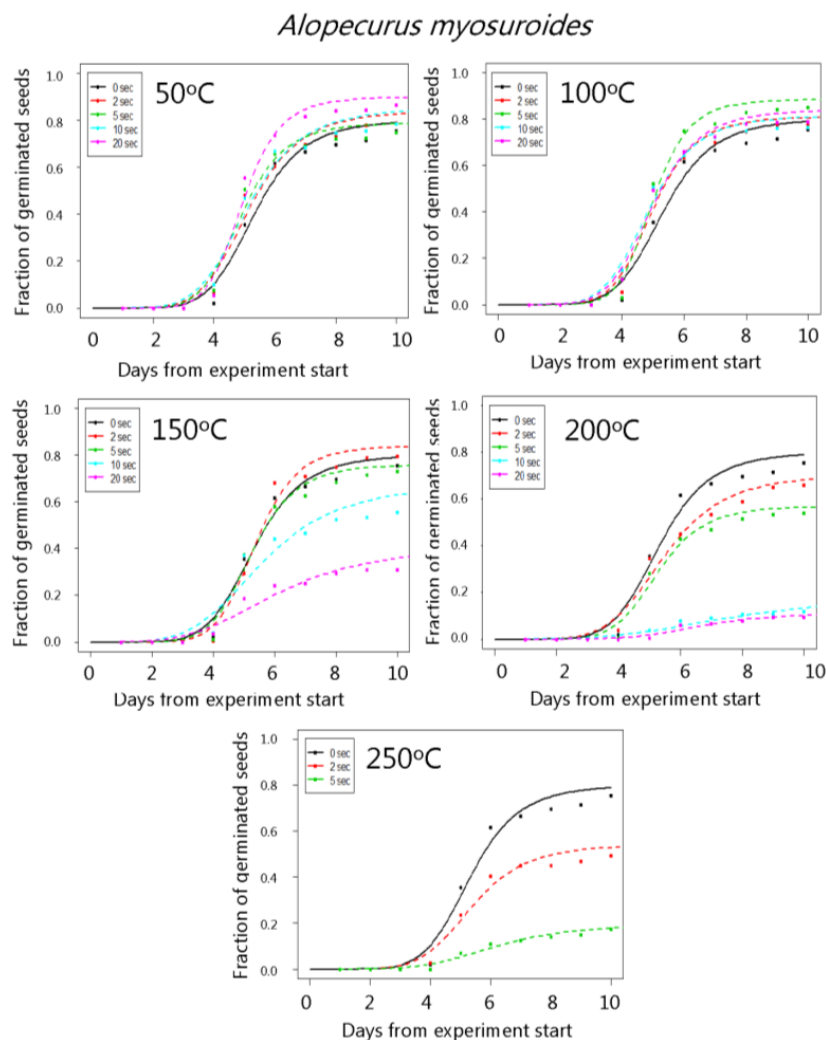 Alopecurus myosuroides
50°C
0 sec
2 sec
5 sec
10 sec
20 sec
Fraction of germinated seeds
1.0
0.8
0.6
0.4
0.2
0.0
0 2 4 6 8 10
Days from experiment start
100°C
0 sec
2 sec
5 sec
10 sec
20 sec
Fraction of germinated seeds
1.0
0.8
0.6
0.4
0.2
0.0
0 2 4 6 8 10
Days from experiment start
150°C
0 sec
2 sec
5 sec
10 sec
20 sec
Fraction of germinated seeds
1.0
0.8
0.6
0.4
0.2
0.0
0 2 4 6 8 10
Days from experiment start
200°C
0 sec
2 sec
5 sec
10 sec
20 sec
Fraction of germinated seeds
1.0
0.8
0.6
0.4
0.2
0.0
0 2 4 6 8 10
Days from experiment start
250°C
0 sec
2 sec
5 sec
Fraction of germinated seeds
1.0
0.8
0.6
0.4
0.2
0.0
0 2 4 6 8 10
Days from experiment start